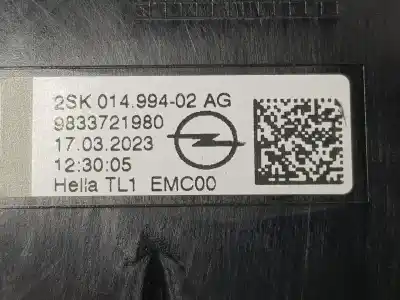 2SK 014.994-02 AG
9833721980
17.03.2023
12:30:05
Hella TL1 EMC00